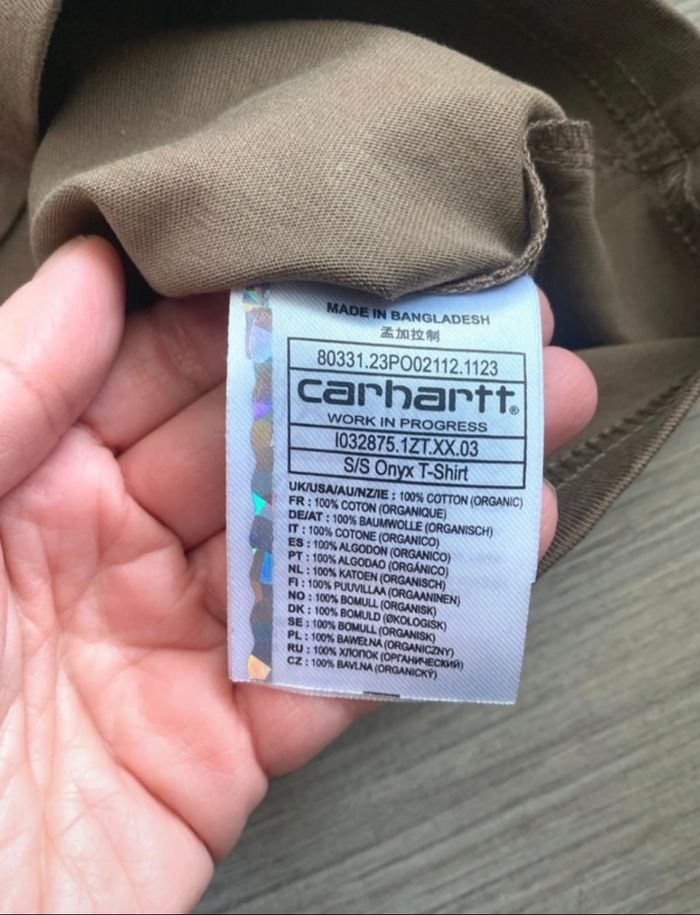 MADE IN BANGLADESH
孟加拉制
80331.23PO02112.1123
carhartt®
WORK IN PROGRESS
I032875.1ZT.XX.03
S/S Onyx T-Shirt
UK/USA/AU/NZ/IE : 100% COTTON (ORGANIC)
FR : 100% COTON (ORGANIQUE)
DE/AT : 100% BAUMWOLLE (ORGANISCH)
IT : 100% COTONE (ORGANICO)
ES : 100% ALGODON (ORGANICO)
PT : 100% ALGODAO (ORGÁNICO)
NL : 100% KATOEN (ORGANISCH)
FI : 100% PUUVILLAA (ORGAANINEN)
NO : 100% BOMULL (ORGANISK)
DK : 100% BOMULD (ØKOLOGISK)
SE : 100% BOMULL (ORGANISK)
PL : 100% BAWEŁNA (ORGANICZNY)
RU : 100% ХЛОПОК (ОРГАНИЧЕСКИЙ)
CZ : 100% BAVLNA (ORGANICKÝ)